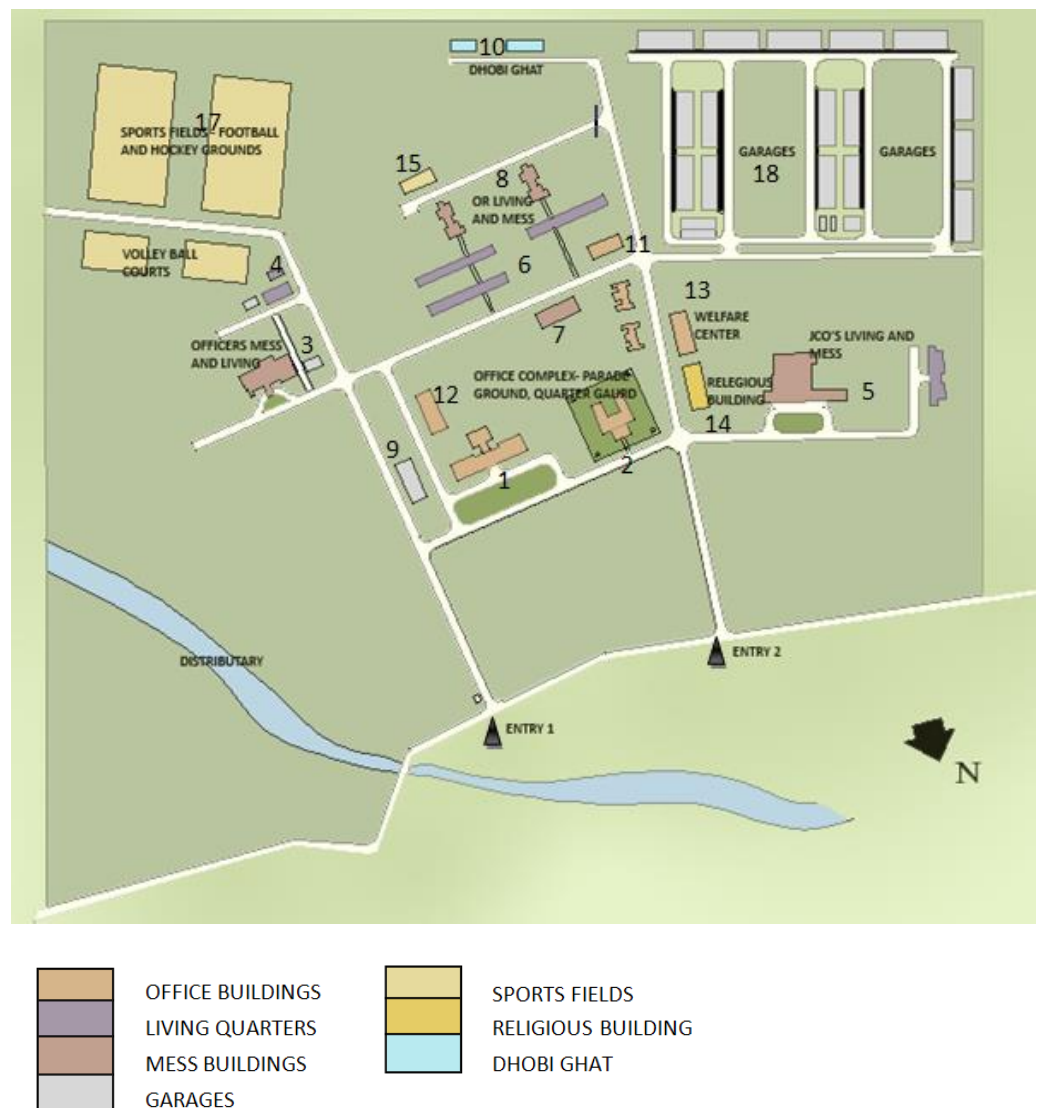 10
DHOBI GHAT
17
SPORTS FIELDS - FOOTBALL
AND HOCKEY GROUNDS
15
8
OR LIVING
AND MESS
GARAGES
18
GARAGES
VOLLEY BALL
COURTS
4
6
11
13
WELFARE
CENTER
7
JCO'S LIVING AND
MESS
OFFICERS MESS
AND LIVING
3
OFFICE COMPLEX- PARADE
GROUND, QUARTER GAURD
12
RELEGIOUS
BUILDING
5
14
9
1
2
DISTRIBUTARY
ENTRY 2
ENTRY 1
N
OFFICE BUILDINGS
LIVING QUARTERS
MESS BUILDINGS
GARAGES
SPORTS FIELDS
RELIGIOUS BUILDING
DHOBI GHAT